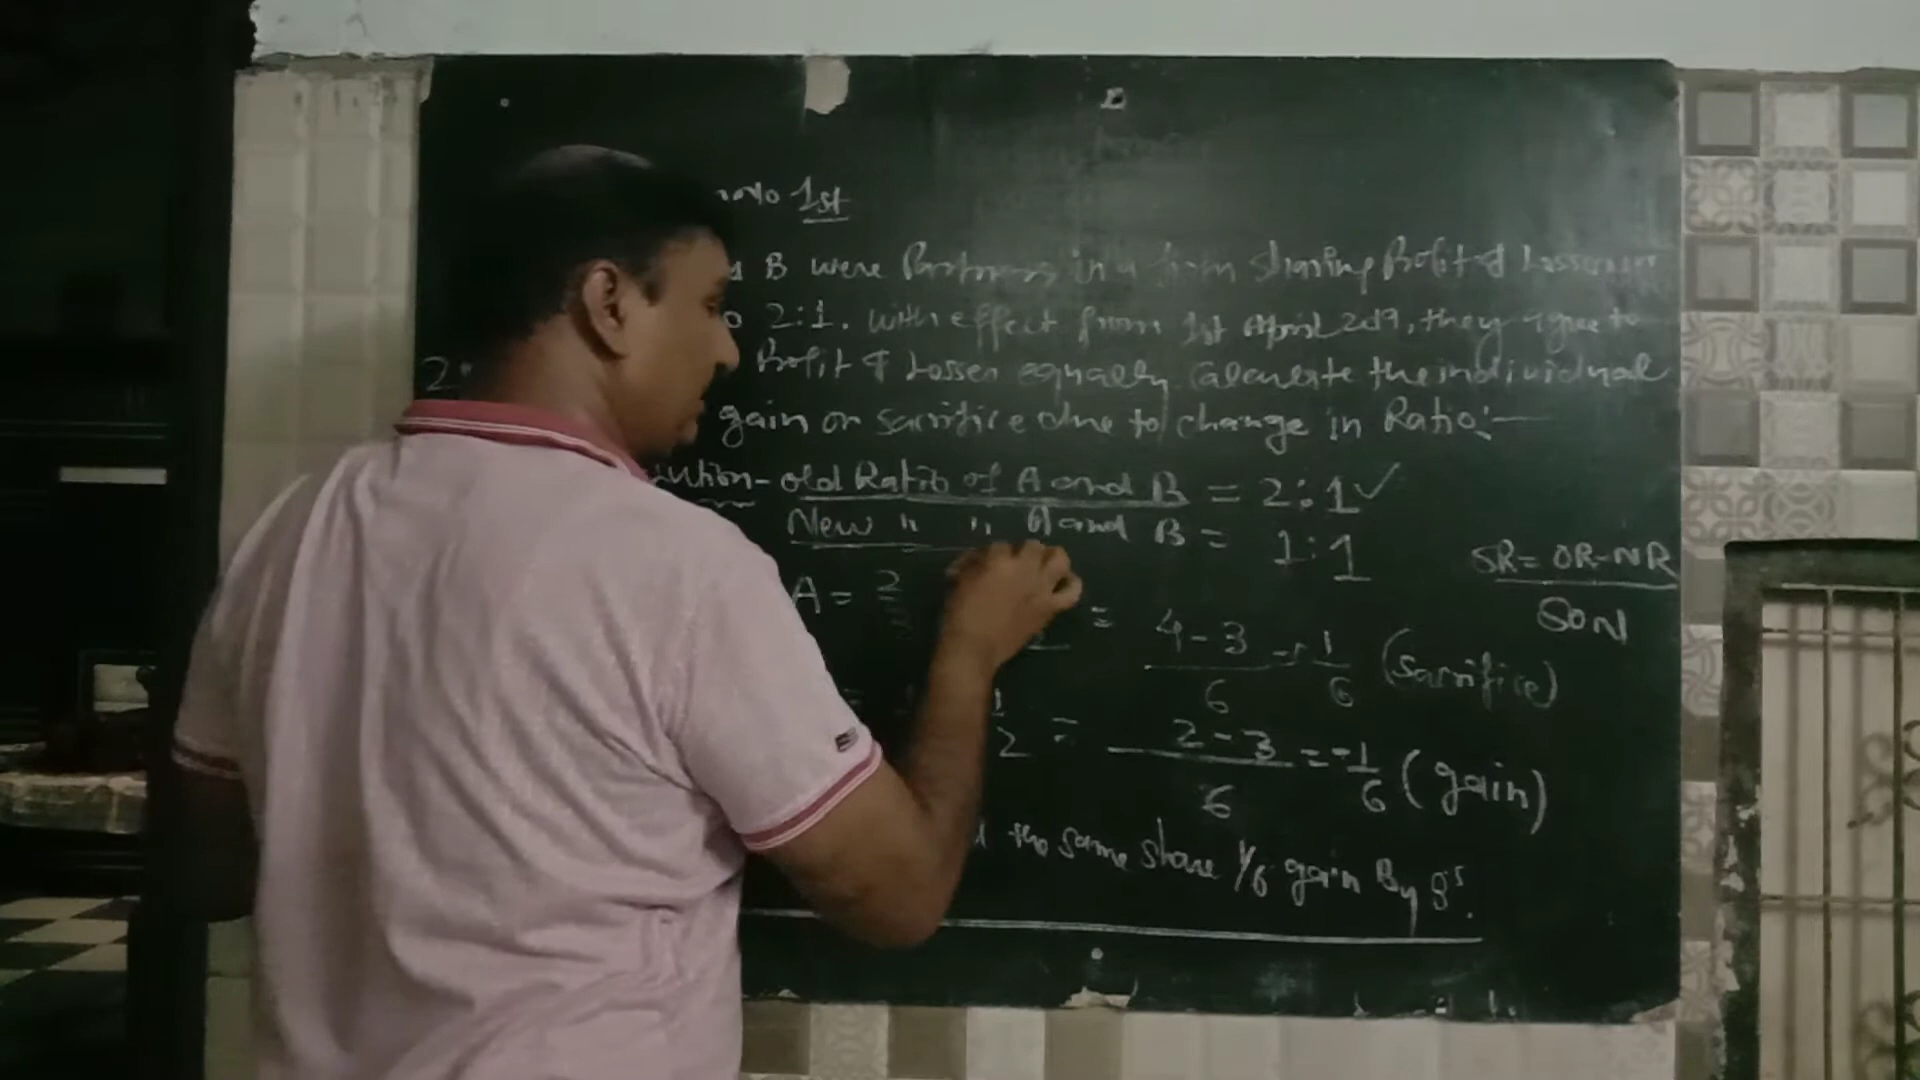 1st
B were Partners in a firm sharing Profit & Losses
2:1. with effect from 1st April 2019, they agree to
2
Profit & Losses equally calculate the individual
gain or sacrifice due to change in Ratio:—
ution- old Ratio of A and B = 2:1✓
New " " A and B = 1:1
SR = OR-NR
SON
A = 2
= 4-3/6 = 1/6 (sacrifice)
1/2 = 2-3/6 = -1/6 (gain)
the same share 1/6 gain By